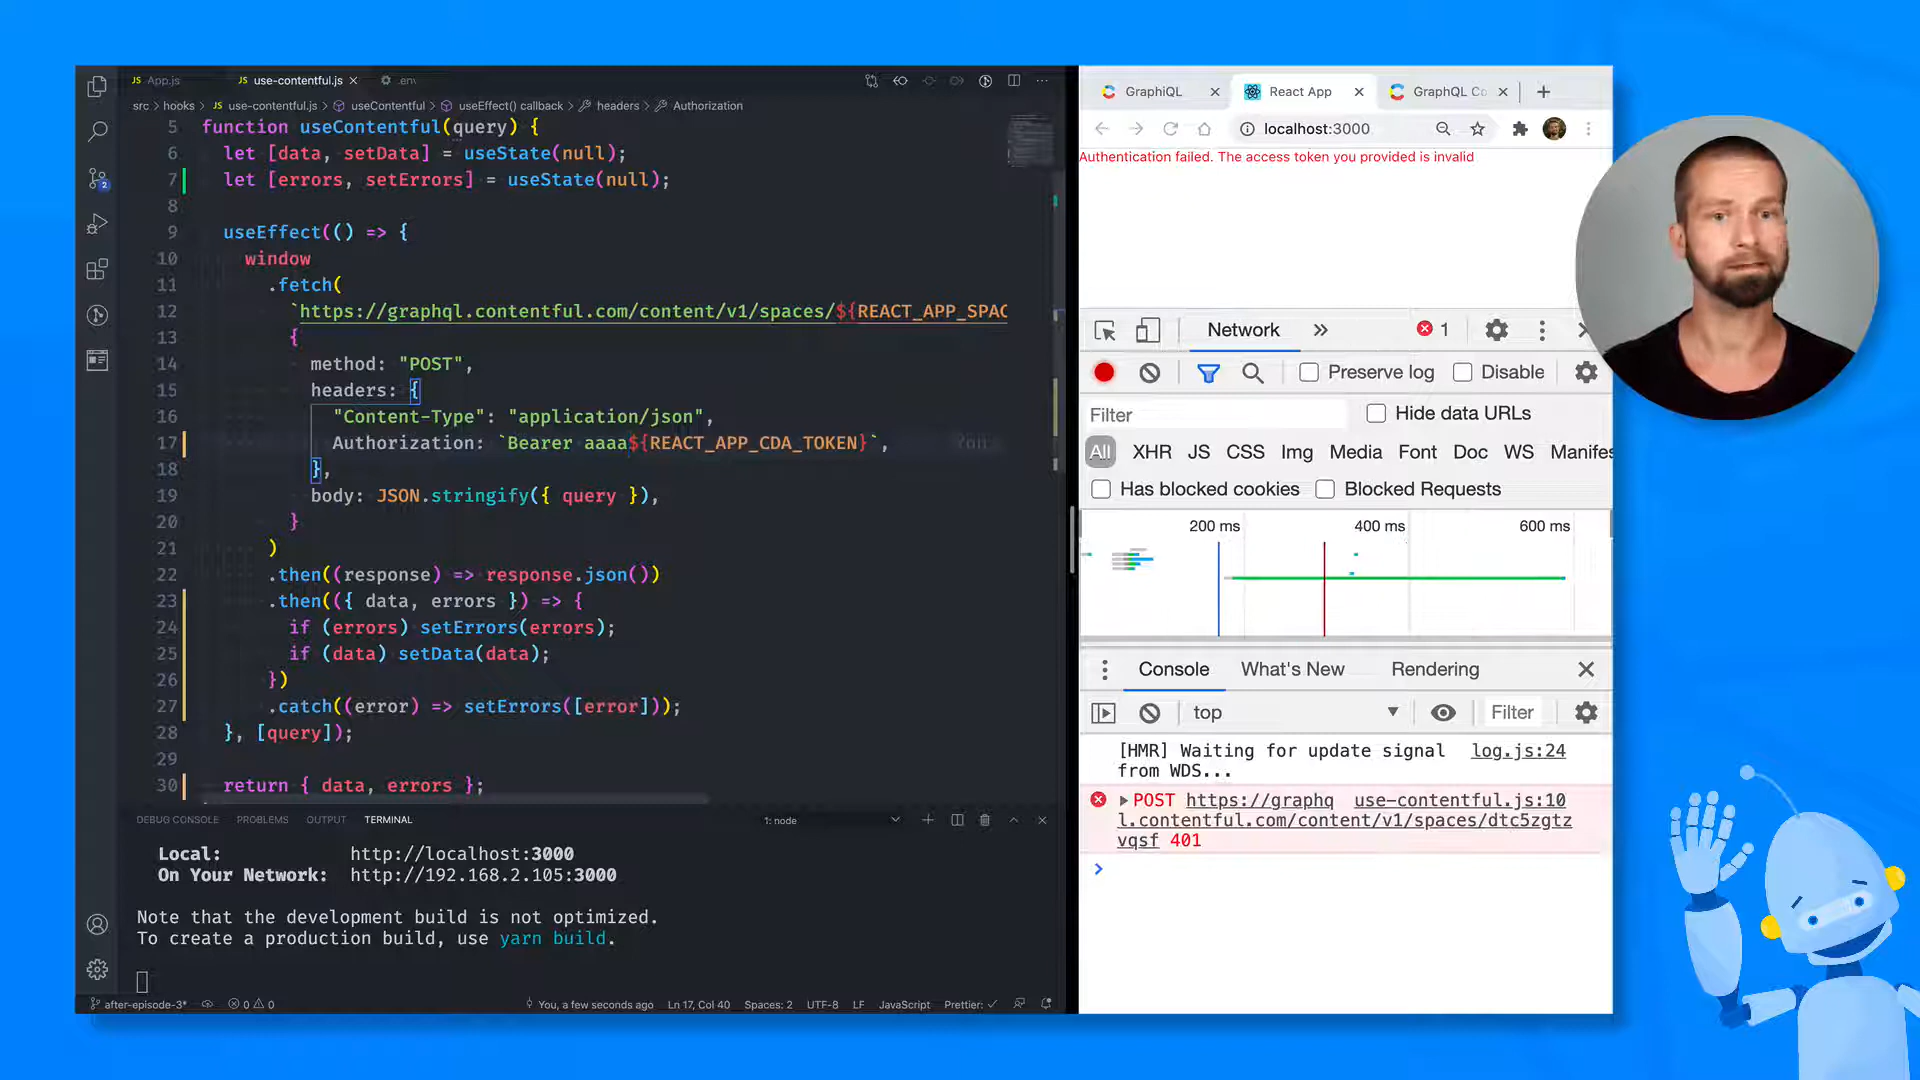 JS App.js
JS use-contentful.js
.env
src > hooks > JS use-contentful.js > useContentful > useEffect() callback > headers > Authorization
5 function useContentful(query) {
6 let [data, setData] = useState(null);
7 let [errors, setErrors] = useState(null);
8
9 useEffect(() => {
10 window
11 .fetch(
12 `https://graphql.contentful.com/content/v1/spaces/${REACT_APP_SPAC
13 {
14 method: "POST",
15 headers: {
16 "Content-Type": "application/json",
17 Authorization: `Bearer aaaa${REACT_APP_CDA_TOKEN}`, You
18 },
19 body: JSON.stringify({ query }),
20 }
21 )
22 .then((response) => response.json())
23 .then(({ data, errors }) => {
24 if (errors) setErrors(errors);
25 if (data) setData(data);
26 })
27 .catch((error) => setErrors([error]));
28 }, [query]);
29
30 return { data, errors };
2
DEBUG CONSOLE PROBLEMS OUTPUT TERMINAL
1: node
Local: http://localhost:3000
On Your Network: http://192.168.2.105:3000
Note that the development build is not optimized.
To create a production build, use yarn build.
after-episode-3* 0 0
You, a few seconds ago Ln 17, Col 40 Spaces: 2 UTF-8 LF JavaScript Prettier: ✓
GraphiQL
React App
GraphQL Co
localhost:3000
Authentication failed. The access token you provided is invalid
Network
1
Preserve log
Disable
Filter
Hide data URLs
All XHR JS CSS Img Media Font Doc WS Manifes
Has blocked cookies
Blocked Requests
200 ms 400 ms 600 ms
Console What's New Rendering
top
Filter
[HMR] Waiting for update signal log.js:24
from WDS...
POST https://graphq use-contentful.js:10
l.contentful.com/content/v1/spaces/dtc5zgtz
vqsf 401